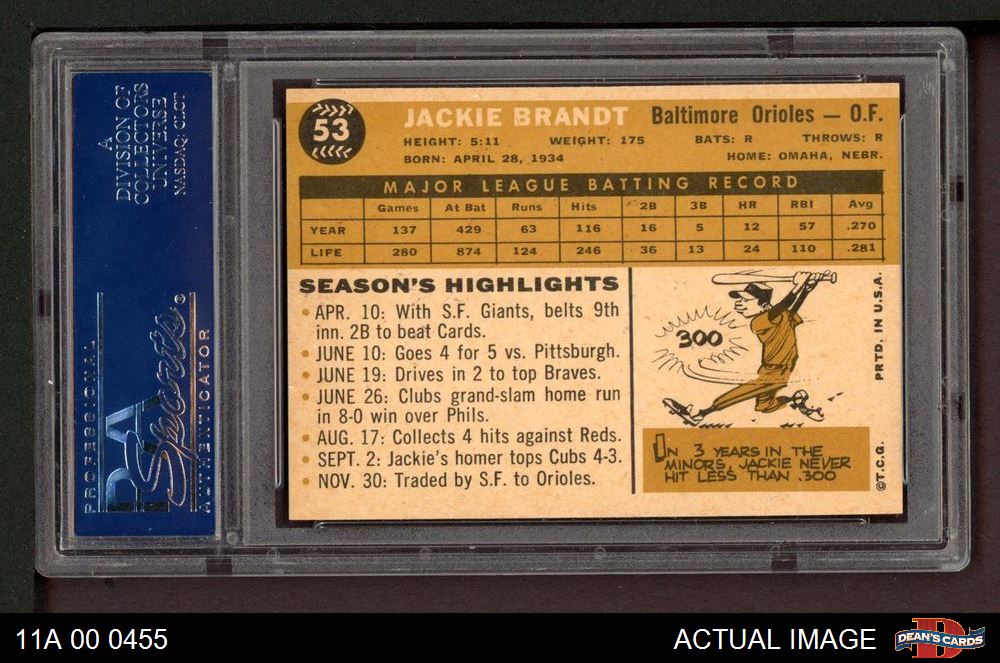 A
DIVISION OF
COLLECTORS
UNIVERSE
NASDAQ: CLCT
PROFESSIONAL
PSA
Sports®
AUTHENTICATOR
53
JACKIE BRANDT Baltimore Orioles — O.F.
HEIGHT: 5:11 WEIGHT: 175 BATS: R THROWS: R
BORN: APRIL 28, 1934 HOME: OMAHA, NEBR.
MAJOR LEAGUE BATTING RECORD
Games At Bat Runs Hits 2B 3B HR RBI Avg
YEAR 137 429 63 116 16 5 12 57 .270
LIFE 280 874 124 246 36 13 24 110 .281
SEASON'S HIGHLIGHTS
• APR. 10: With S.F. Giants, belts 9th
inn. 2B to beat Cards.
• JUNE 10: Goes 4 for 5 vs. Pittsburgh.
• JUNE 19: Drives in 2 to top Braves.
• JUNE 26: Clubs grand-slam home run
in 8-0 win over Phils.
• AUG. 17: Collects 4 hits against Reds.
• SEPT. 2: Jackie's homer tops Cubs 4-3.
• NOV. 30: Traded by S.F. to Orioles.
300
IN 3 YEARS IN THE
MINORS, JACKIE NEVER
HIT LESS THAN .300
PRTD. IN U.S.A.
©T.C.G.
11A 00 0455
ACTUAL IMAGE
D
DEAN'S CARDS